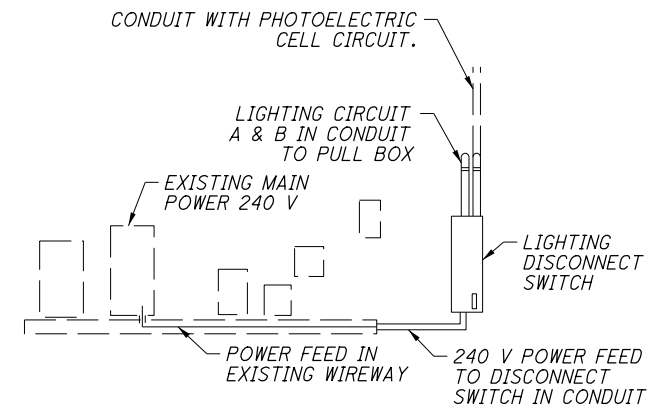 CONDUIT WITH PHOTOELECTRIC
CELL CIRCUIT.
LIGHTING CIRCUIT
A & B IN CONDUIT
TO PULL BOX
EXISTING MAIN
POWER 240 V
LIGHTING
DISCONNECT
SWITCH
POWER FEED IN
EXISTING WIREWAY
240 V POWER FEED
TO DISCONNECT
SWITCH IN CONDUIT